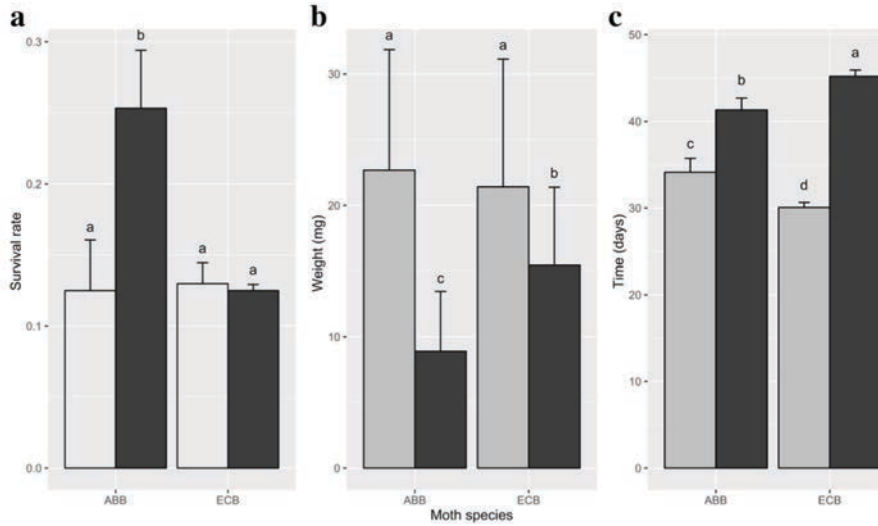 a
Survival rate
0.3
0.2
0.1
0.0
a
b
a
a
ABB
ECB
b
Weight (mg)
30
20
10
0
a
c
a
b
ABB
ECB
Moth species
c
Time (days)
50
40
30
20
10
0
c
b
d
a
ABB
ECB